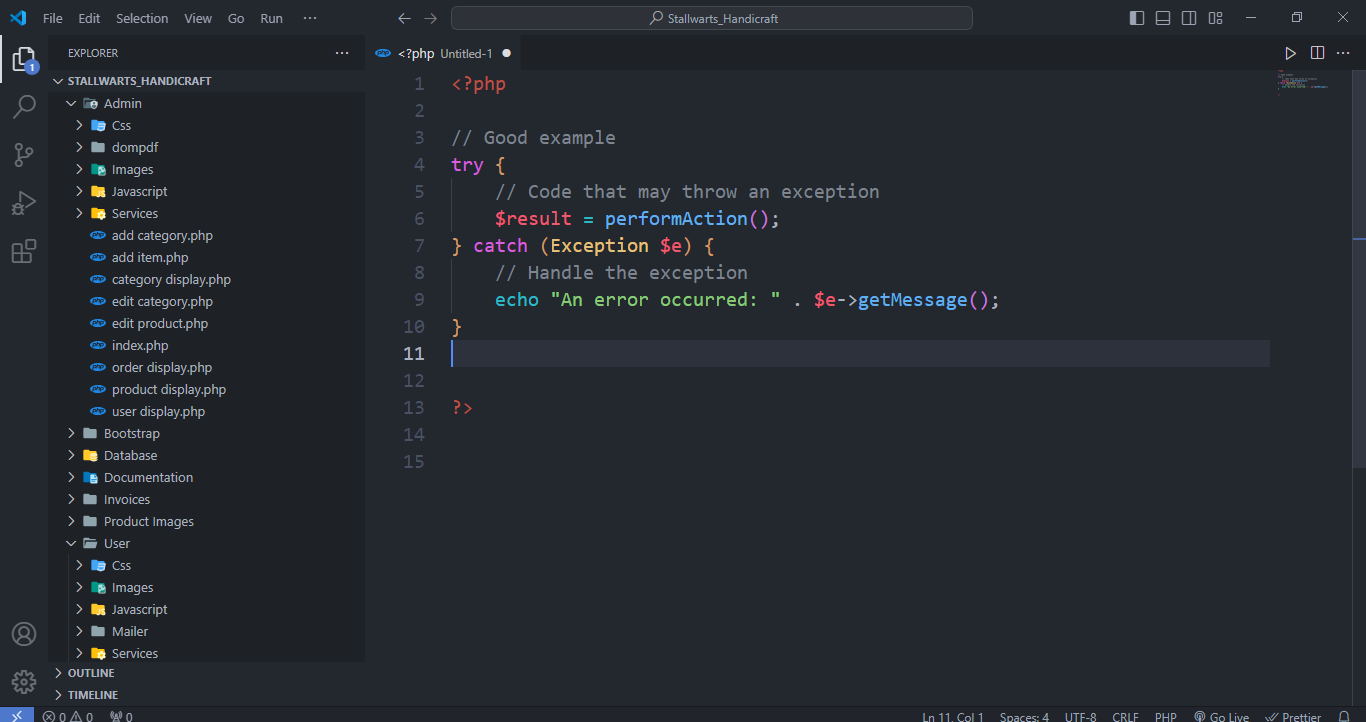 File Edit Selection View Go Run ···
Stallwarts_Handicraft
EXPLORER ···
<?php Untitled-1
1
STALLWARTS_HANDICRAFT
Admin
Css
dompdf
Images
Javascript
Services
add category.php
add item.php
category display.php
edit category.php
edit product.php
index.php
order display.php
product display.php
user display.php
Bootstrap
Database
Documentation
Invoices
Product Images
User
Css
Images
Javascript
Mailer
Services
OUTLINE
TIMELINE
1 <?php
2
3 // Good example
4 try {
5 // Code that may throw an exception
6 $result = performAction();
7 } catch (Exception $e) {
8 // Handle the exception
9 echo "An error occurred: " . $e->getMessage();
10 }
11
12
13 ?>
14
15
0 0 0 Ln 11, Col 1 Spaces: 4 UTF-8 CRLF PHP Go Live Prettier